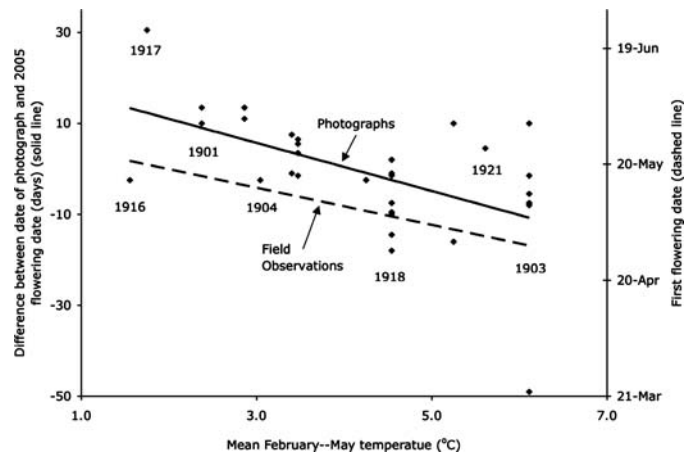 Difference between date of photograph and 2005
flowering date (days) (solid line)
30
10
-10
-30
-50
1917
1901
1916
1904
Photographs
Field
Observations
1918
1921
1903
19-Jun
20-May
20-Apr
21-Mar
First flowering date (dashed line)
1.0
3.0
5.0
7.0
Mean February--May temperatue (°C)